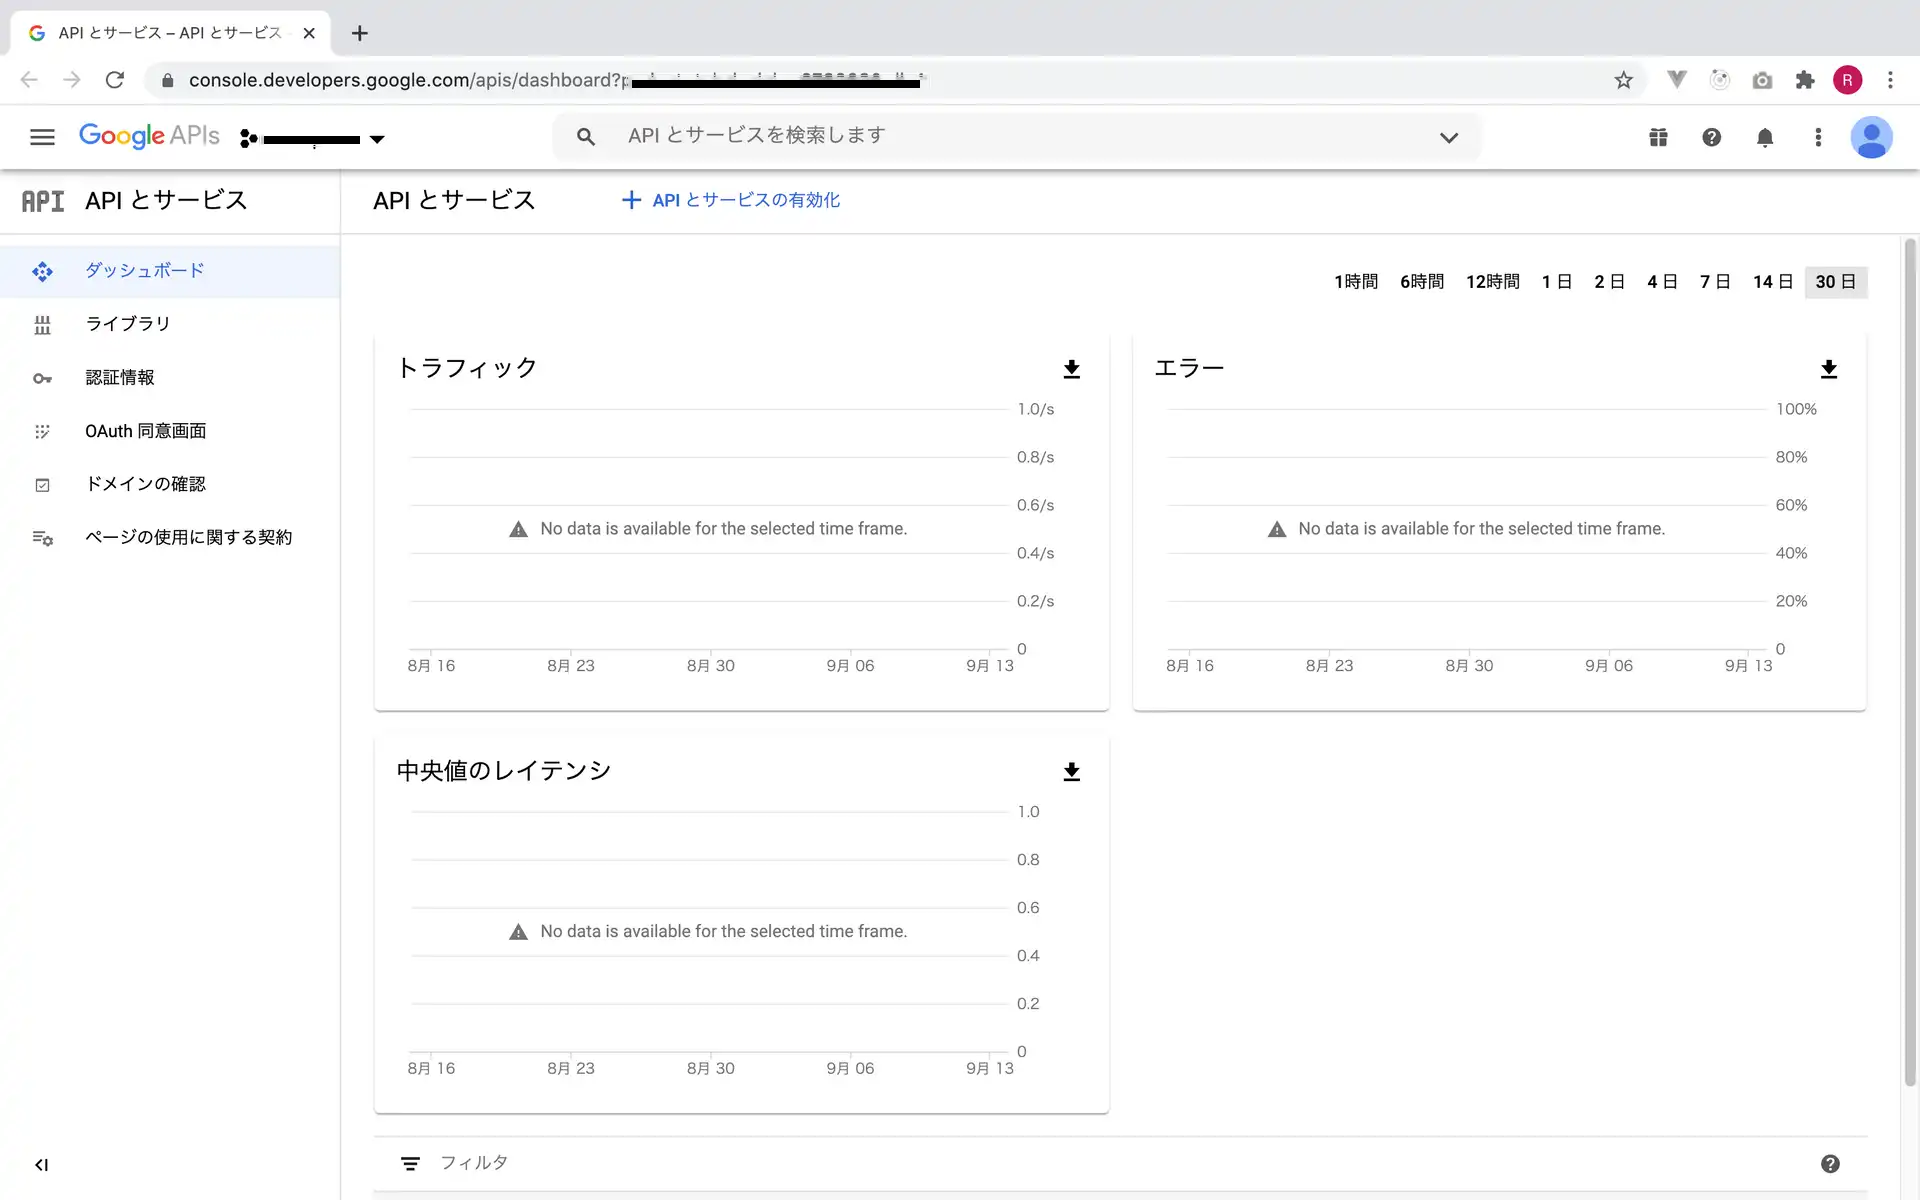 API とサービス – API とサービス
console.developers.google.com/apis/dashboard?p
Google APIs
API とサービスを検索します
R
API API とサービス
API とサービス
API とサービスの有効化
ダッシュボード
ライブラリ
認証情報
OAuth 同意画面
ドメインの確認
ページの使用に関する契約
1時間 6時間 12時間 1 日 2 日 4 日 7 日 14 日 30 日
トラフィック
1.0/s
0.8/s
0.6/s
No data is available for the selected time frame.
0.4/s
0.2/s
0
8月 16 8月 23 8月 30 9月 06 9月 13
エラー
100%
80%
60%
No data is available for the selected time frame.
40%
20%
0
8月 16 8月 23 8月 30 9月 06 9月 13
中央値のレイテンシ
1.0
0.8
0.6
No data is available for the selected time frame.
0.4
0.2
0
8月 16 8月 23 8月 30 9月 06 9月 13
フィルタ